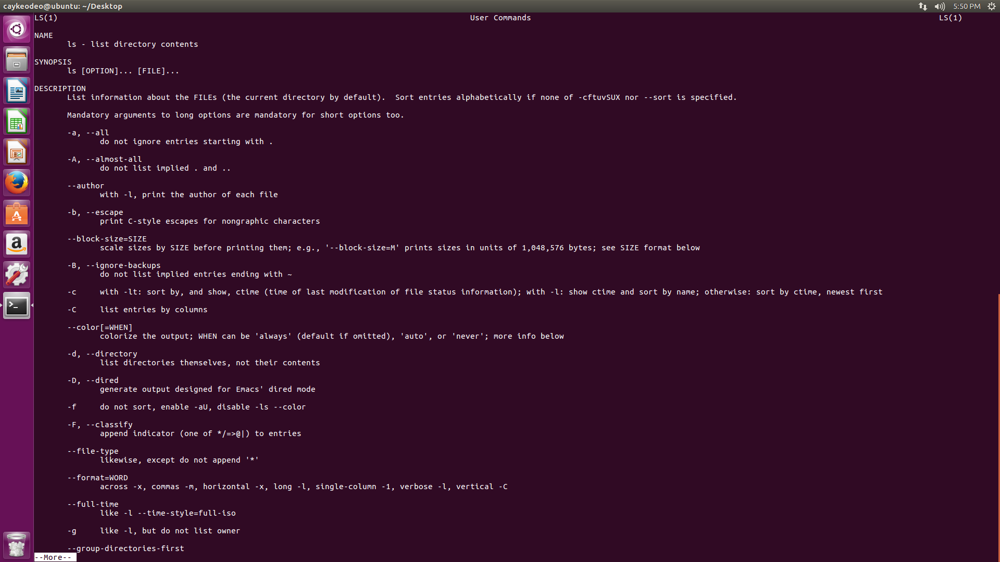 caykeodeo@ubuntu: ~/Desktop
5:50 PM
LS(1) User Commands LS(1)
NAME
ls - list directory contents
SYNOPSIS
ls [OPTION]... [FILE]...
DESCRIPTION
List information about the FILEs (the current directory by default).  Sort entries alphabetically if none of -cftuvSUX nor --sort is specified.
Mandatory arguments to long options are mandatory for short options too.
-a, --all
do not ignore entries starting with .
-A, --almost-all
do not list implied . and ..
--author
with -l, print the author of each file
-b, --escape
print C-style escapes for nongraphic characters
--block-size=SIZE
scale sizes by SIZE before printing them; e.g., '--block-size=M' prints sizes in units of 1,048,576 bytes; see SIZE format below
-B, --ignore-backups
do not list implied entries ending with ~
-c with -lt: sort by, and show, ctime (time of last modification of file status information); with -l: show ctime and sort by name; otherwise: sort by ctime, newest first
-C list entries by columns
--color[=WHEN]
colorize the output; WHEN can be 'always' (default if omitted), 'auto', or 'never'; more info below
-d, --directory
list directories themselves, not their contents
-D, --dired
generate output designed for Emacs' dired mode
-f do not sort, enable -aU, disable -ls --color
-F, --classify
append indicator (one of */=>@|) to entries
--file-type
likewise, except do not append '*'
--format=WORD
across -x, commas -m, horizontal -x, long -l, single-column -1, verbose -l, vertical -C
--full-time
like -l --time-style=full-iso
-g like -l, but do not list owner
--group-directories-first
--More--